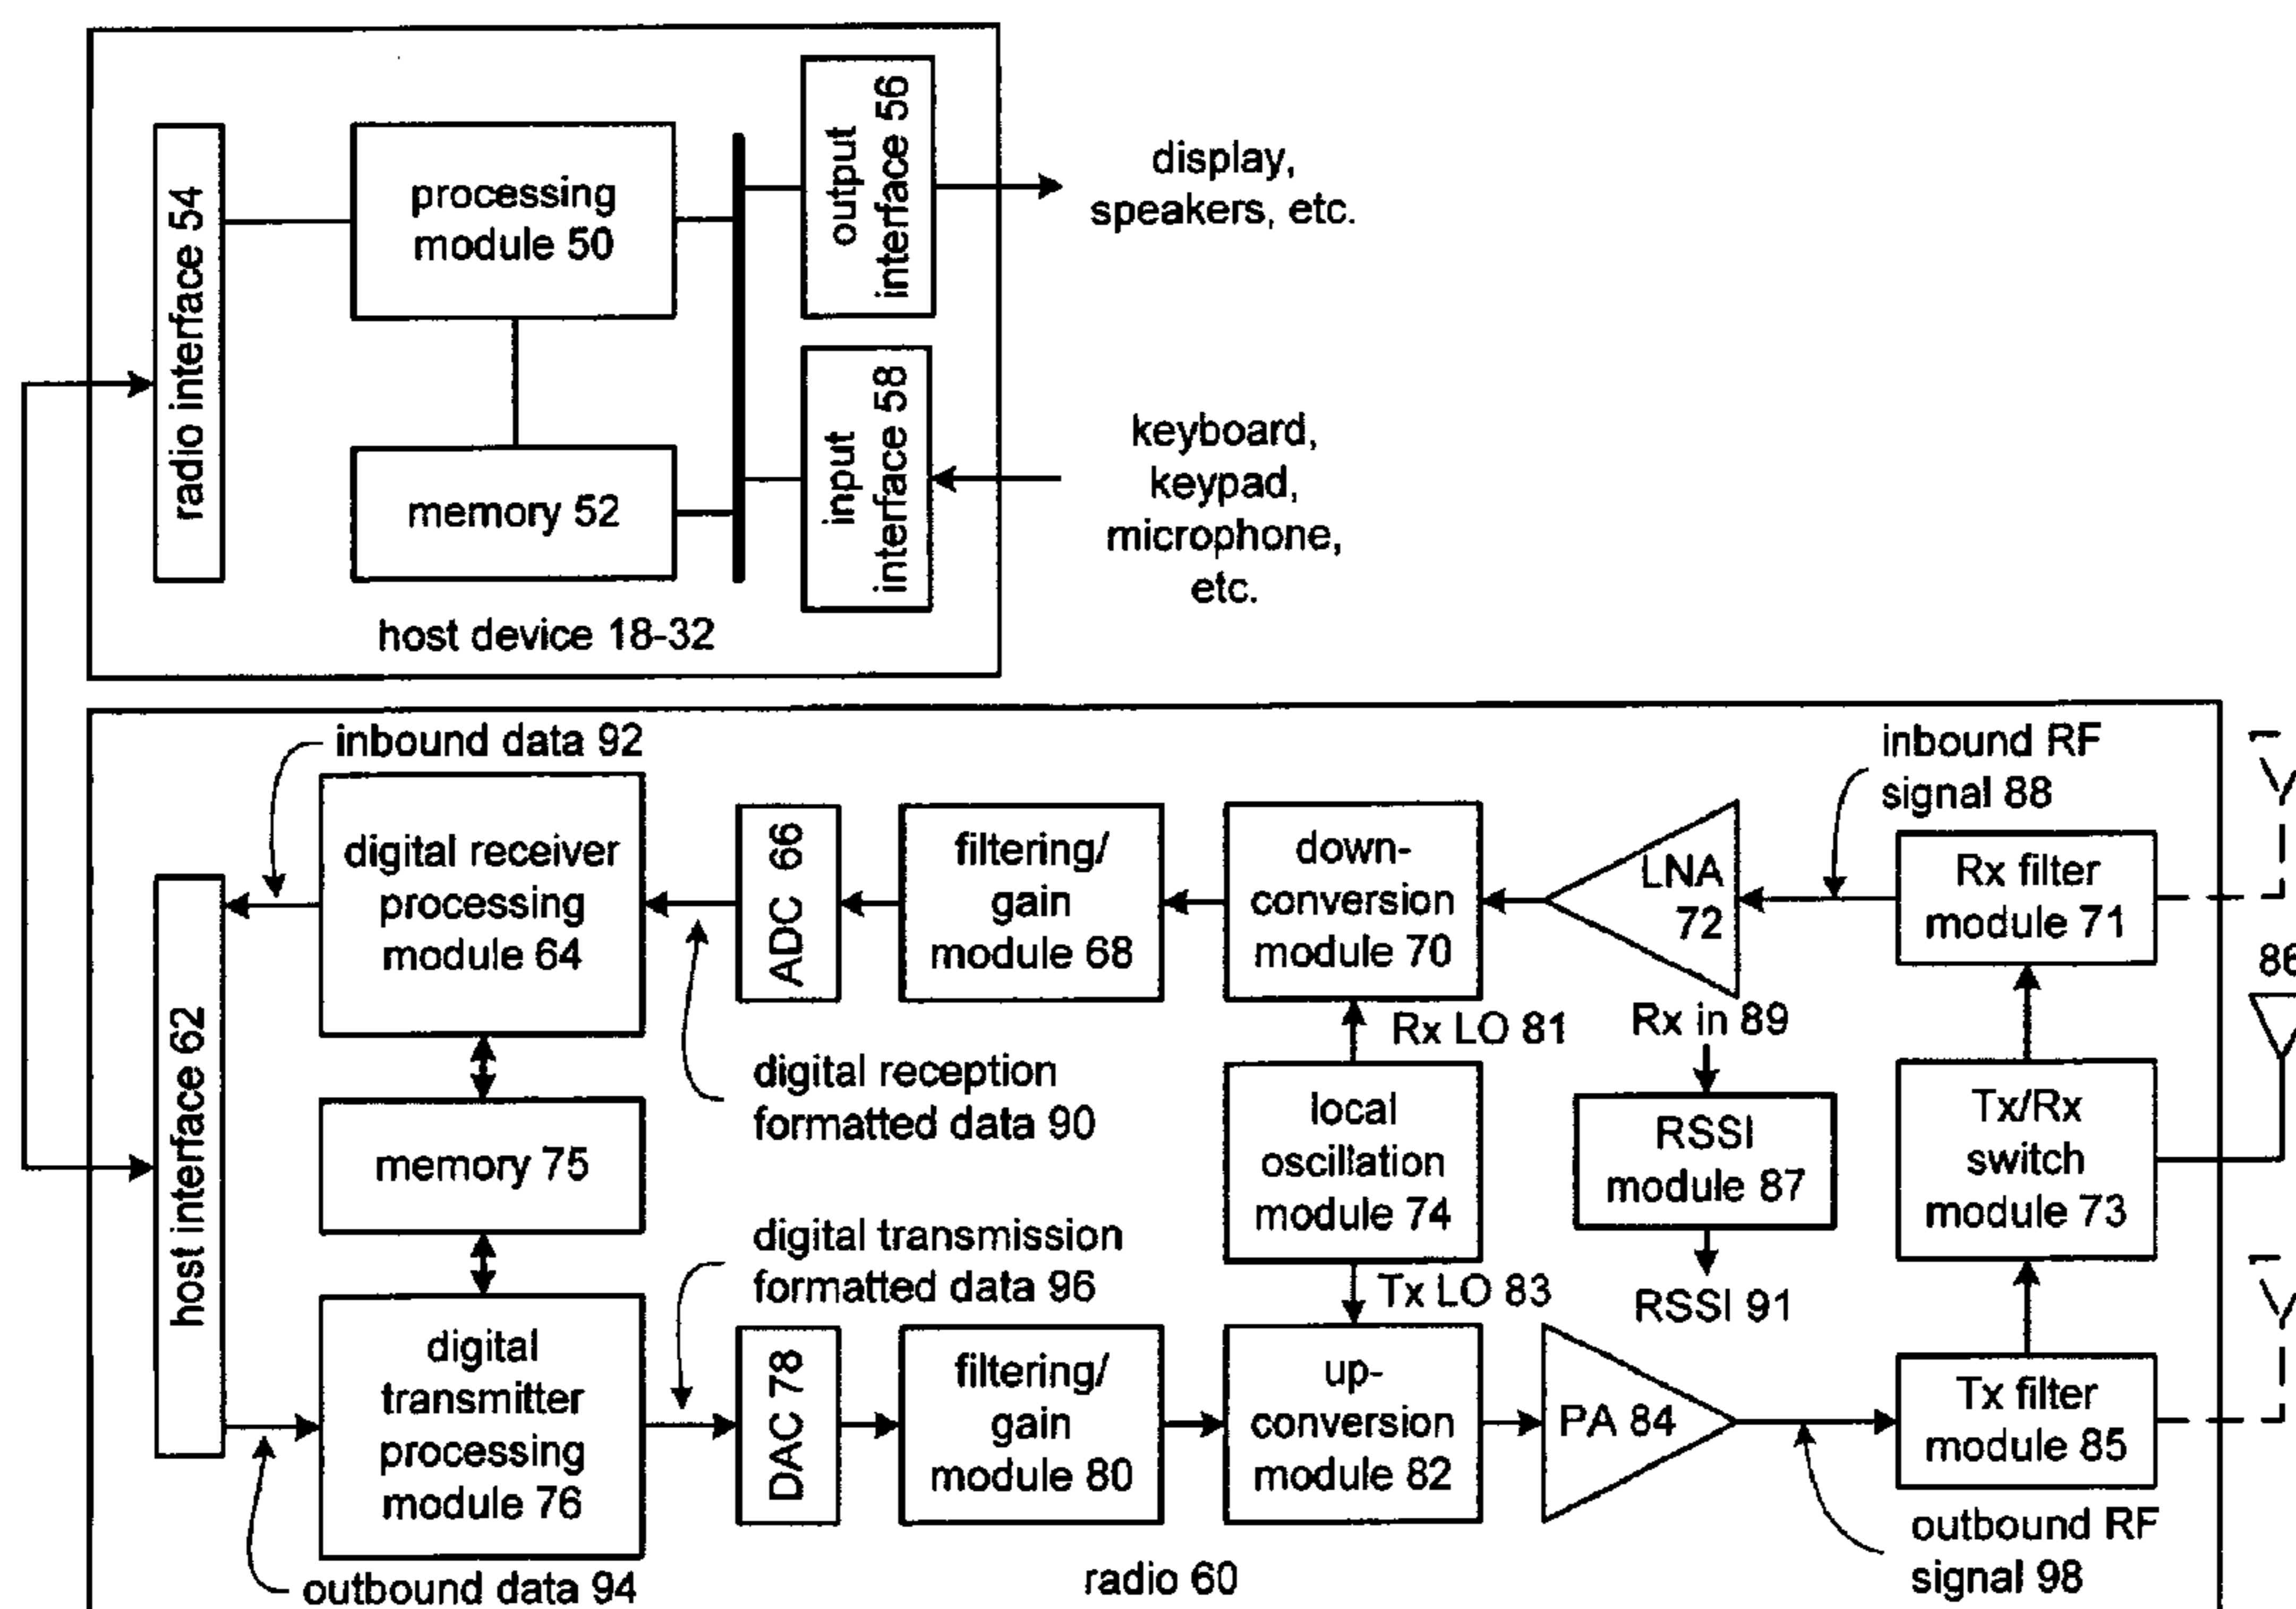 radio interface 54
processing
module 50
memory 52
output
interface 56
input
interface 58
display,
speakers, etc.
keyboard,
keypad,
microphone,
etc.
host device 18-32
inbound data 92
inbound RF
signal 88
host interface 62
digital receiver
processing
module 64
ADC 66
filtering/
gain
module 68
down-
conversion
module 70
LNA
72
Rx filter
module 71
86
Rx LO 81
Rx in 89
digital reception
formatted data 90
memory 75
local
oscillation
module 74
RSSI
module 87
Tx/Rx
switch
module 73
digital transmission
formatted data 96
Tx LO 83
RSSI 91
digital
transmitter
processing
module 76
DAC 78
filtering/
gain
module 80
up-
conversion
module 82
PA 84
Tx filter
module 85
outbound RF
signal 98
outbound data 94
radio 60